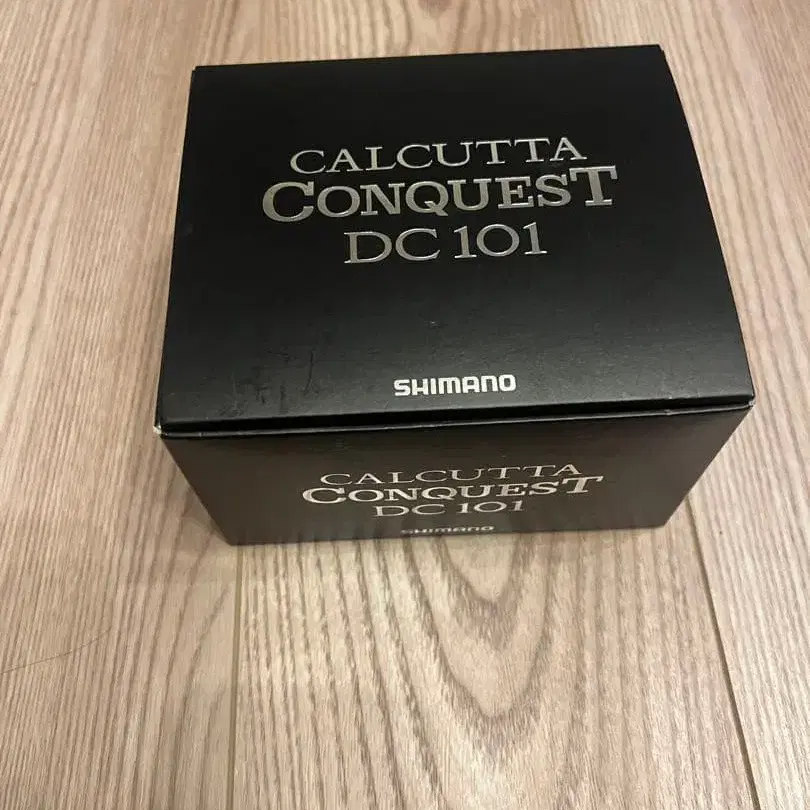 CALCUTTA
CONQUEST
DC 101
SHIMANO
CALCUTTA
CONQUEST
DC 101
SHIMANO